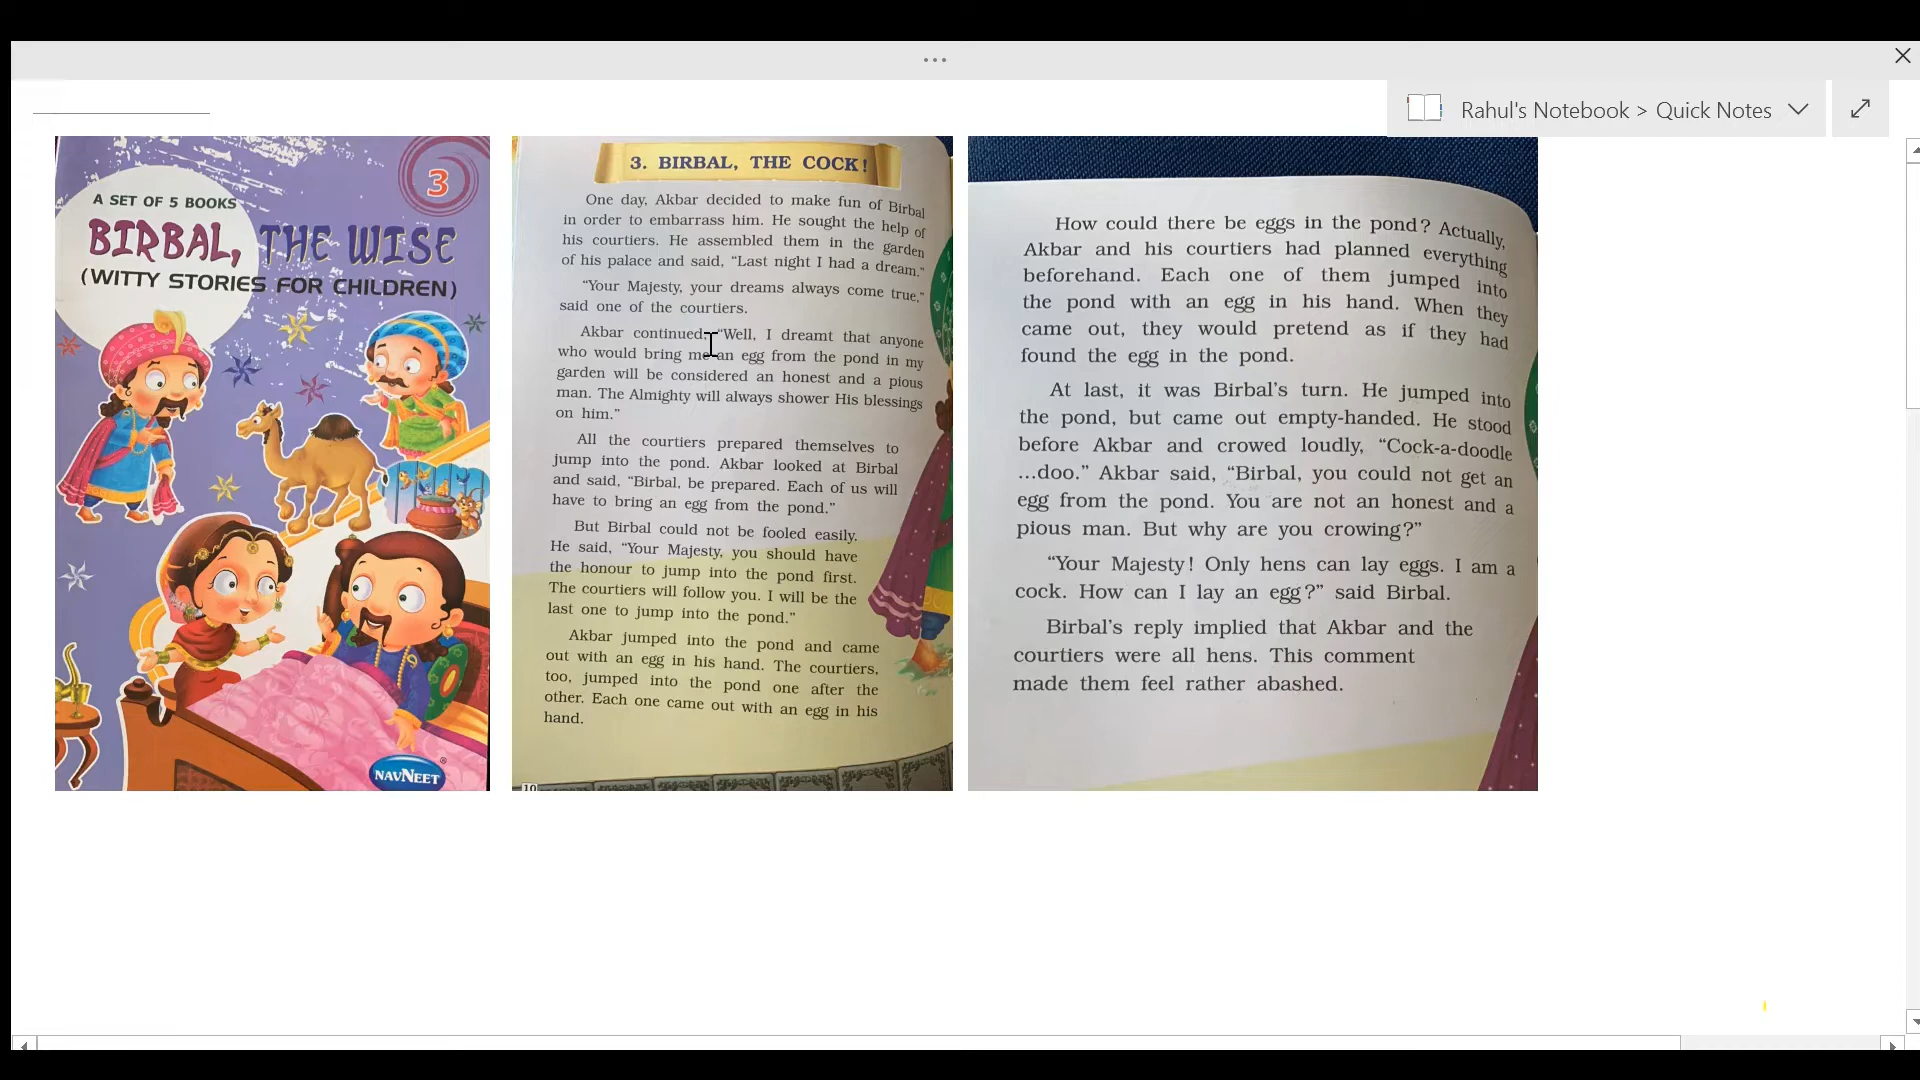 Rahul's Notebook > Quick Notes
3
A SET OF 5 BOOKS
BIRBAL, THE WISE
(WITTY STORIES FOR CHILDREN)
NAVNEET
®
3. BIRBAL, THE COCK!
One day, Akbar decided to make fun of Birbal
in order to embarrass him. He sought the help of
his courtiers. He assembled them in the garden
of his palace and said, “Last night I had a dream.”
“Your Majesty, your dreams always come true,”
said one of the courtiers.
Akbar continued, “Well, I dreamt that anyone
who would bring me an egg from the pond in my
garden will be considered an honest and a pious
man. The Almighty will always shower His blessings
on him.”
All the courtiers prepared themselves to
jump into the pond. Akbar looked at Birbal
and said, “Birbal, be prepared. Each of us will
have to bring an egg from the pond.”
But Birbal could not be fooled easily.
He said, “Your Majesty, you should have
the honour to jump into the pond first.
The courtiers will follow you. I will be the
last one to jump into the pond.”
Akbar jumped into the pond and came
out with an egg in his hand. The courtiers,
too, jumped into the pond one after the
other. Each one came out with an egg in his
hand.
10
How could there be eggs in the pond? Actually,
Akbar and his courtiers had planned everything
beforehand. Each one of them jumped into
the pond with an egg in his hand. When they
came out, they would pretend as if they had
found the egg in the pond.
At last, it was Birbal’s turn. He jumped into
the pond, but came out empty-handed. He stood
before Akbar and crowed loudly, “Cock-a-doodle
...doo.” Akbar said, “Birbal, you could not get an
egg from the pond. You are not an honest and a
pious man. But why are you crowing?”
“Your Majesty! Only hens can lay eggs. I am a
cock. How can I lay an egg?” said Birbal.
Birbal’s reply implied that Akbar and the
courtiers were all hens. This comment
made them feel rather abashed.